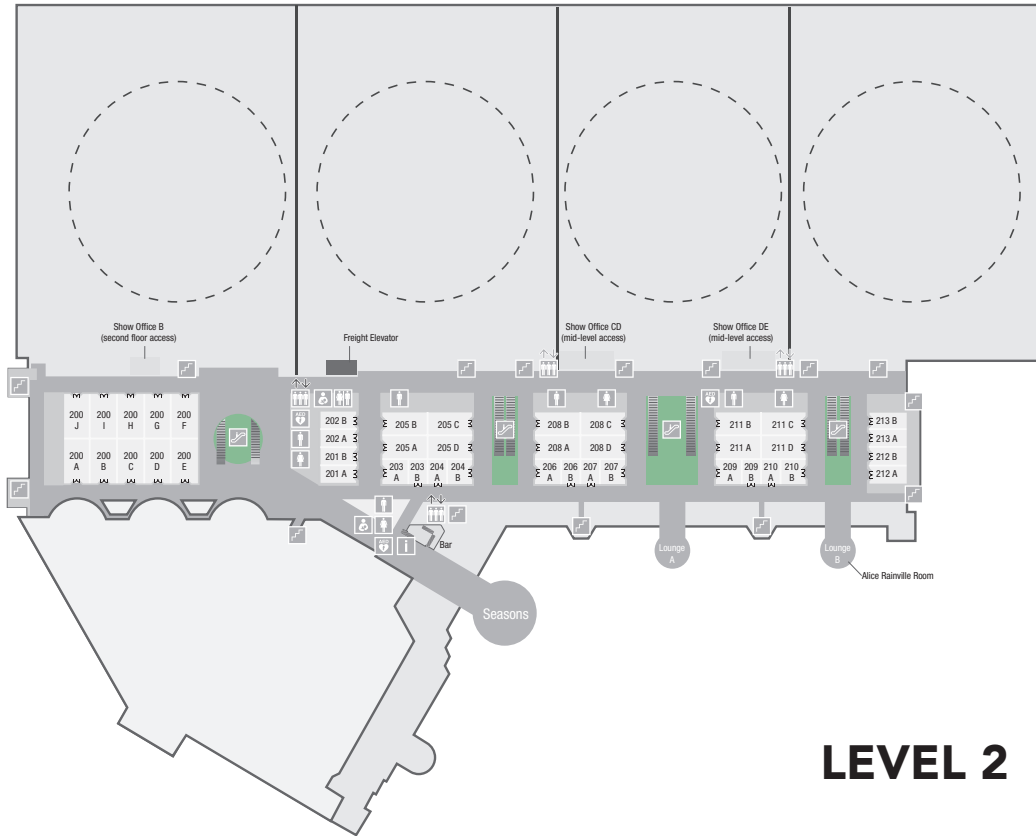 Show Office B
(second floor access)
Freight Elevator
Show Office CD
(mid-level access)
Show Office DE
(mid-level access)
200 J
200 I
200 H
200 G
200 F
200 A
200 B
200 C
200 D
200 E
AED
202 B
202 A
201 B
201 A
205 B
205 C
205 A
205 D
203 A
203 B
204 A
204 B
208 B
208 C
208 A
208 D
206 A
206 B
207 A
207 B
AED
211 B
211 C
211 A
211 D
209 A
209 B
210 A
210 B
213 B
213 A
212 B
212 A
AED
i
Bar
Lounge
A
Lounge
B
Alice Rainville Room
Seasons
LEVEL 2